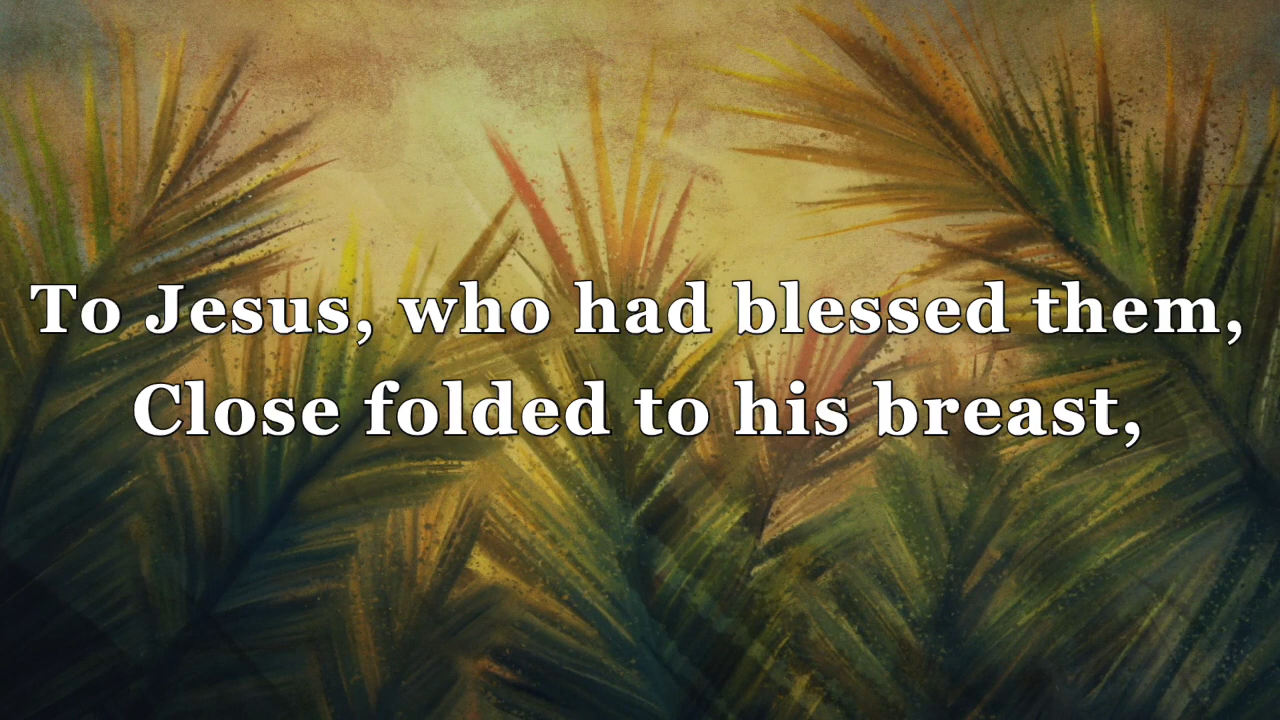 To Jesus, who had blessed them,
Close folded to his breast,